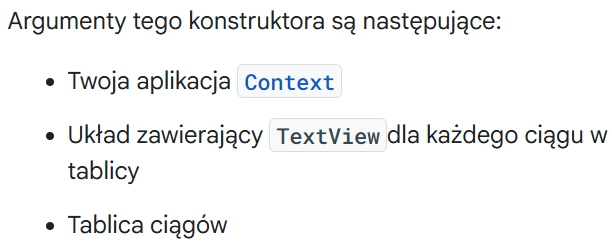 Argumenty tego konstruktora są następujące:
• Twoja aplikacja Context
• Układ zawierający TextView dla każdego ciągu w
tablicy
• Tablica ciągów